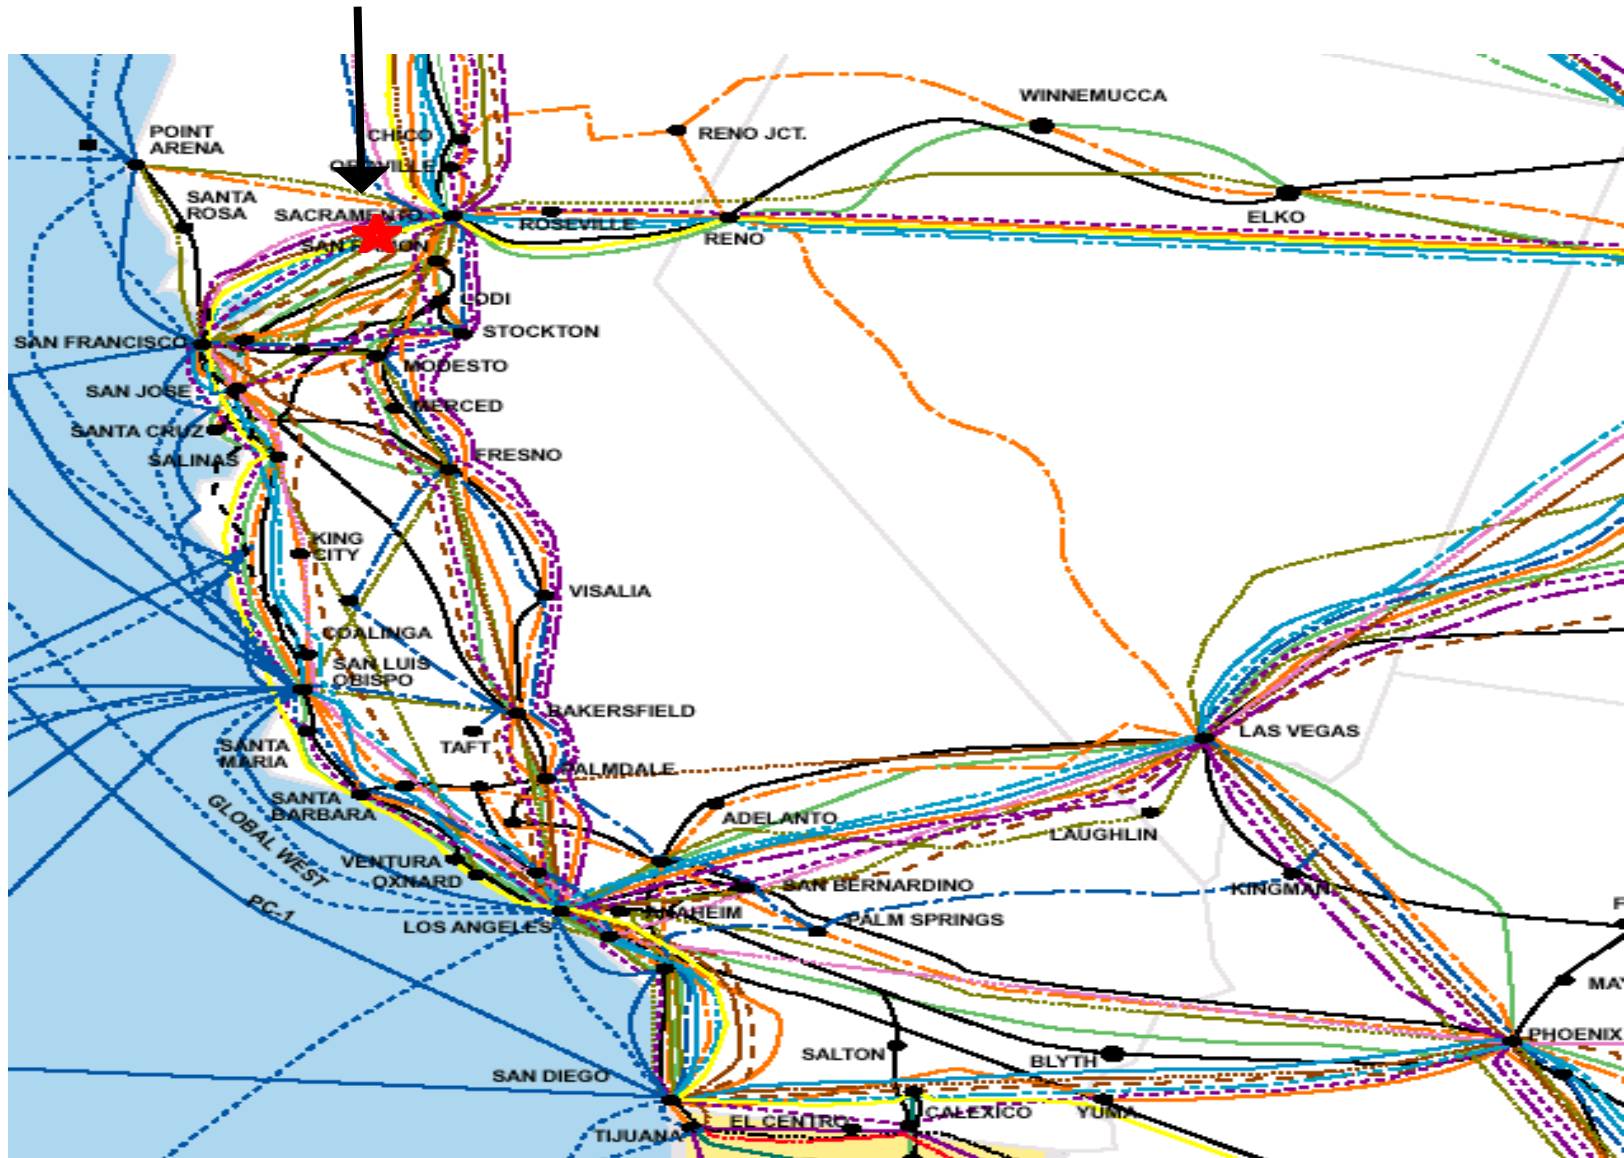 WINNEMUCCA
POINT
ARENA
CHICO
RENO JCT.
OROVILLE
SANTA
ROSA
SACRAMENTO
ROSEVILLE
ELKO
RENO
SAN
LODI
STOCKTON
SAN FRANCISCO
MODESTO
SAN JOSE
MERCED
SANTA CRUZ
SALINAS
FRESNO
KING
CITY
VISALIA
COALINGA
SAN LUIS
OBISPO
BAKERSFIELD
TAFT
SANTA
MARIA
LAS VEGAS
PALMDALE
SANTA
BARBARA
ADELANTO
LAUGHLIN
GLOBAL WEST
VENTURA
OXNARD
SAN BERNARDINO
KINGMAN
PC-1
ANAHEIM
PALM SPRINGS
LOS ANGELES
F
MAY
PHOENIX
SALTON
BLYTH
SAN DIEGO
EL CENTRO
CALEXICO
YUMA
TIJUANA